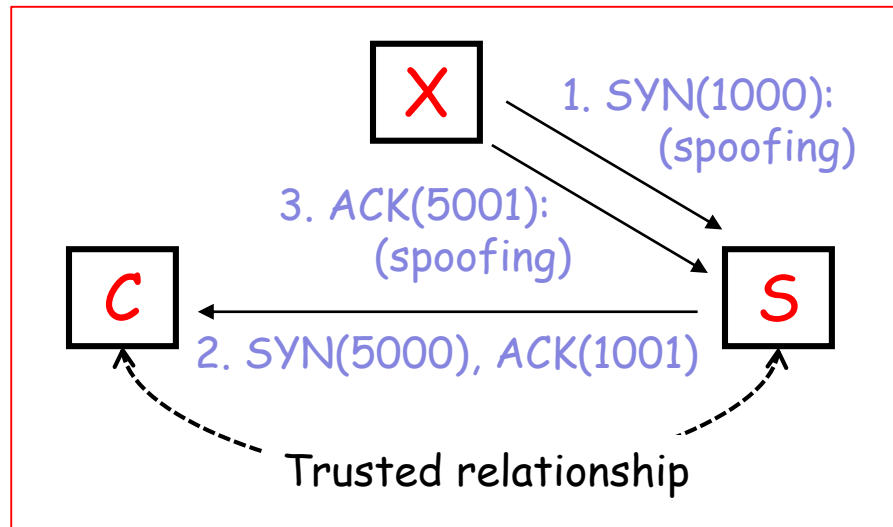 X
1. SYN(1000):
(spoofing)
3. ACK(5001):
(spoofing)
C
S
2. SYN(5000), ACK(1001)
Trusted relationship